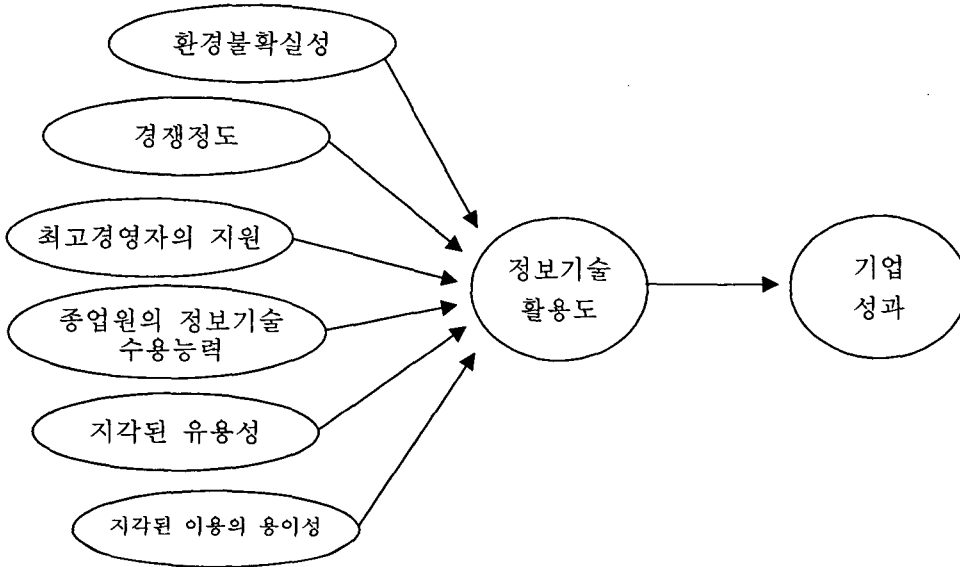 환경불확실성
경쟁정도
최고경영자의 지원
종업원의 정보기술
수용능력
지각된 유용성
지각된 이용의 용이성
정보기술
활용도
기업
성과